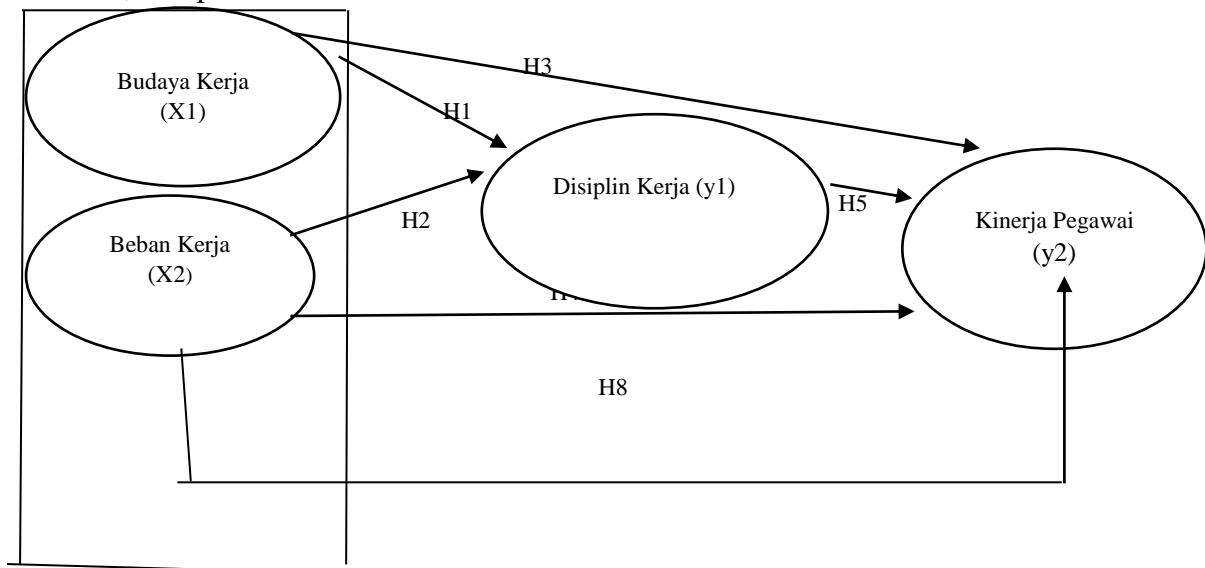 H3
Budaya Kerja
(X1)
H1
Disiplin Kerja (y1)
H5
Kinerja Pegawai
(y2)
H2
Beban Kerja
(X2)
H8